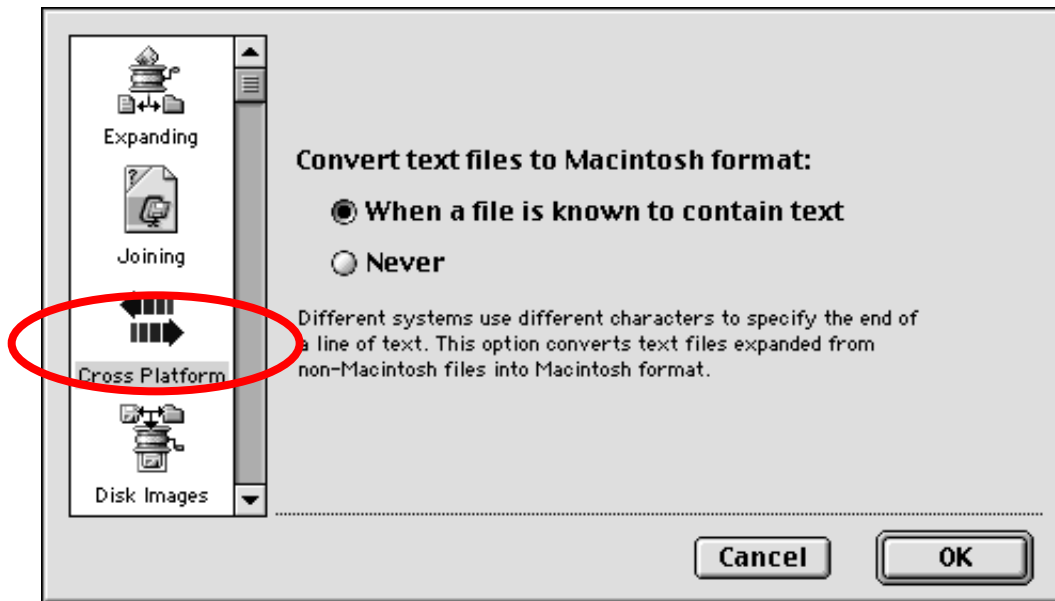 Expanding
Joining
Cross Platform
Disk Images
Convert text files to Macintosh format:
When a file is known to contain text
Never
Different systems use different characters to specify the end of
a line of text. This option converts text files expanded from
non-Macintosh files into Macintosh format.
Cancel
OK